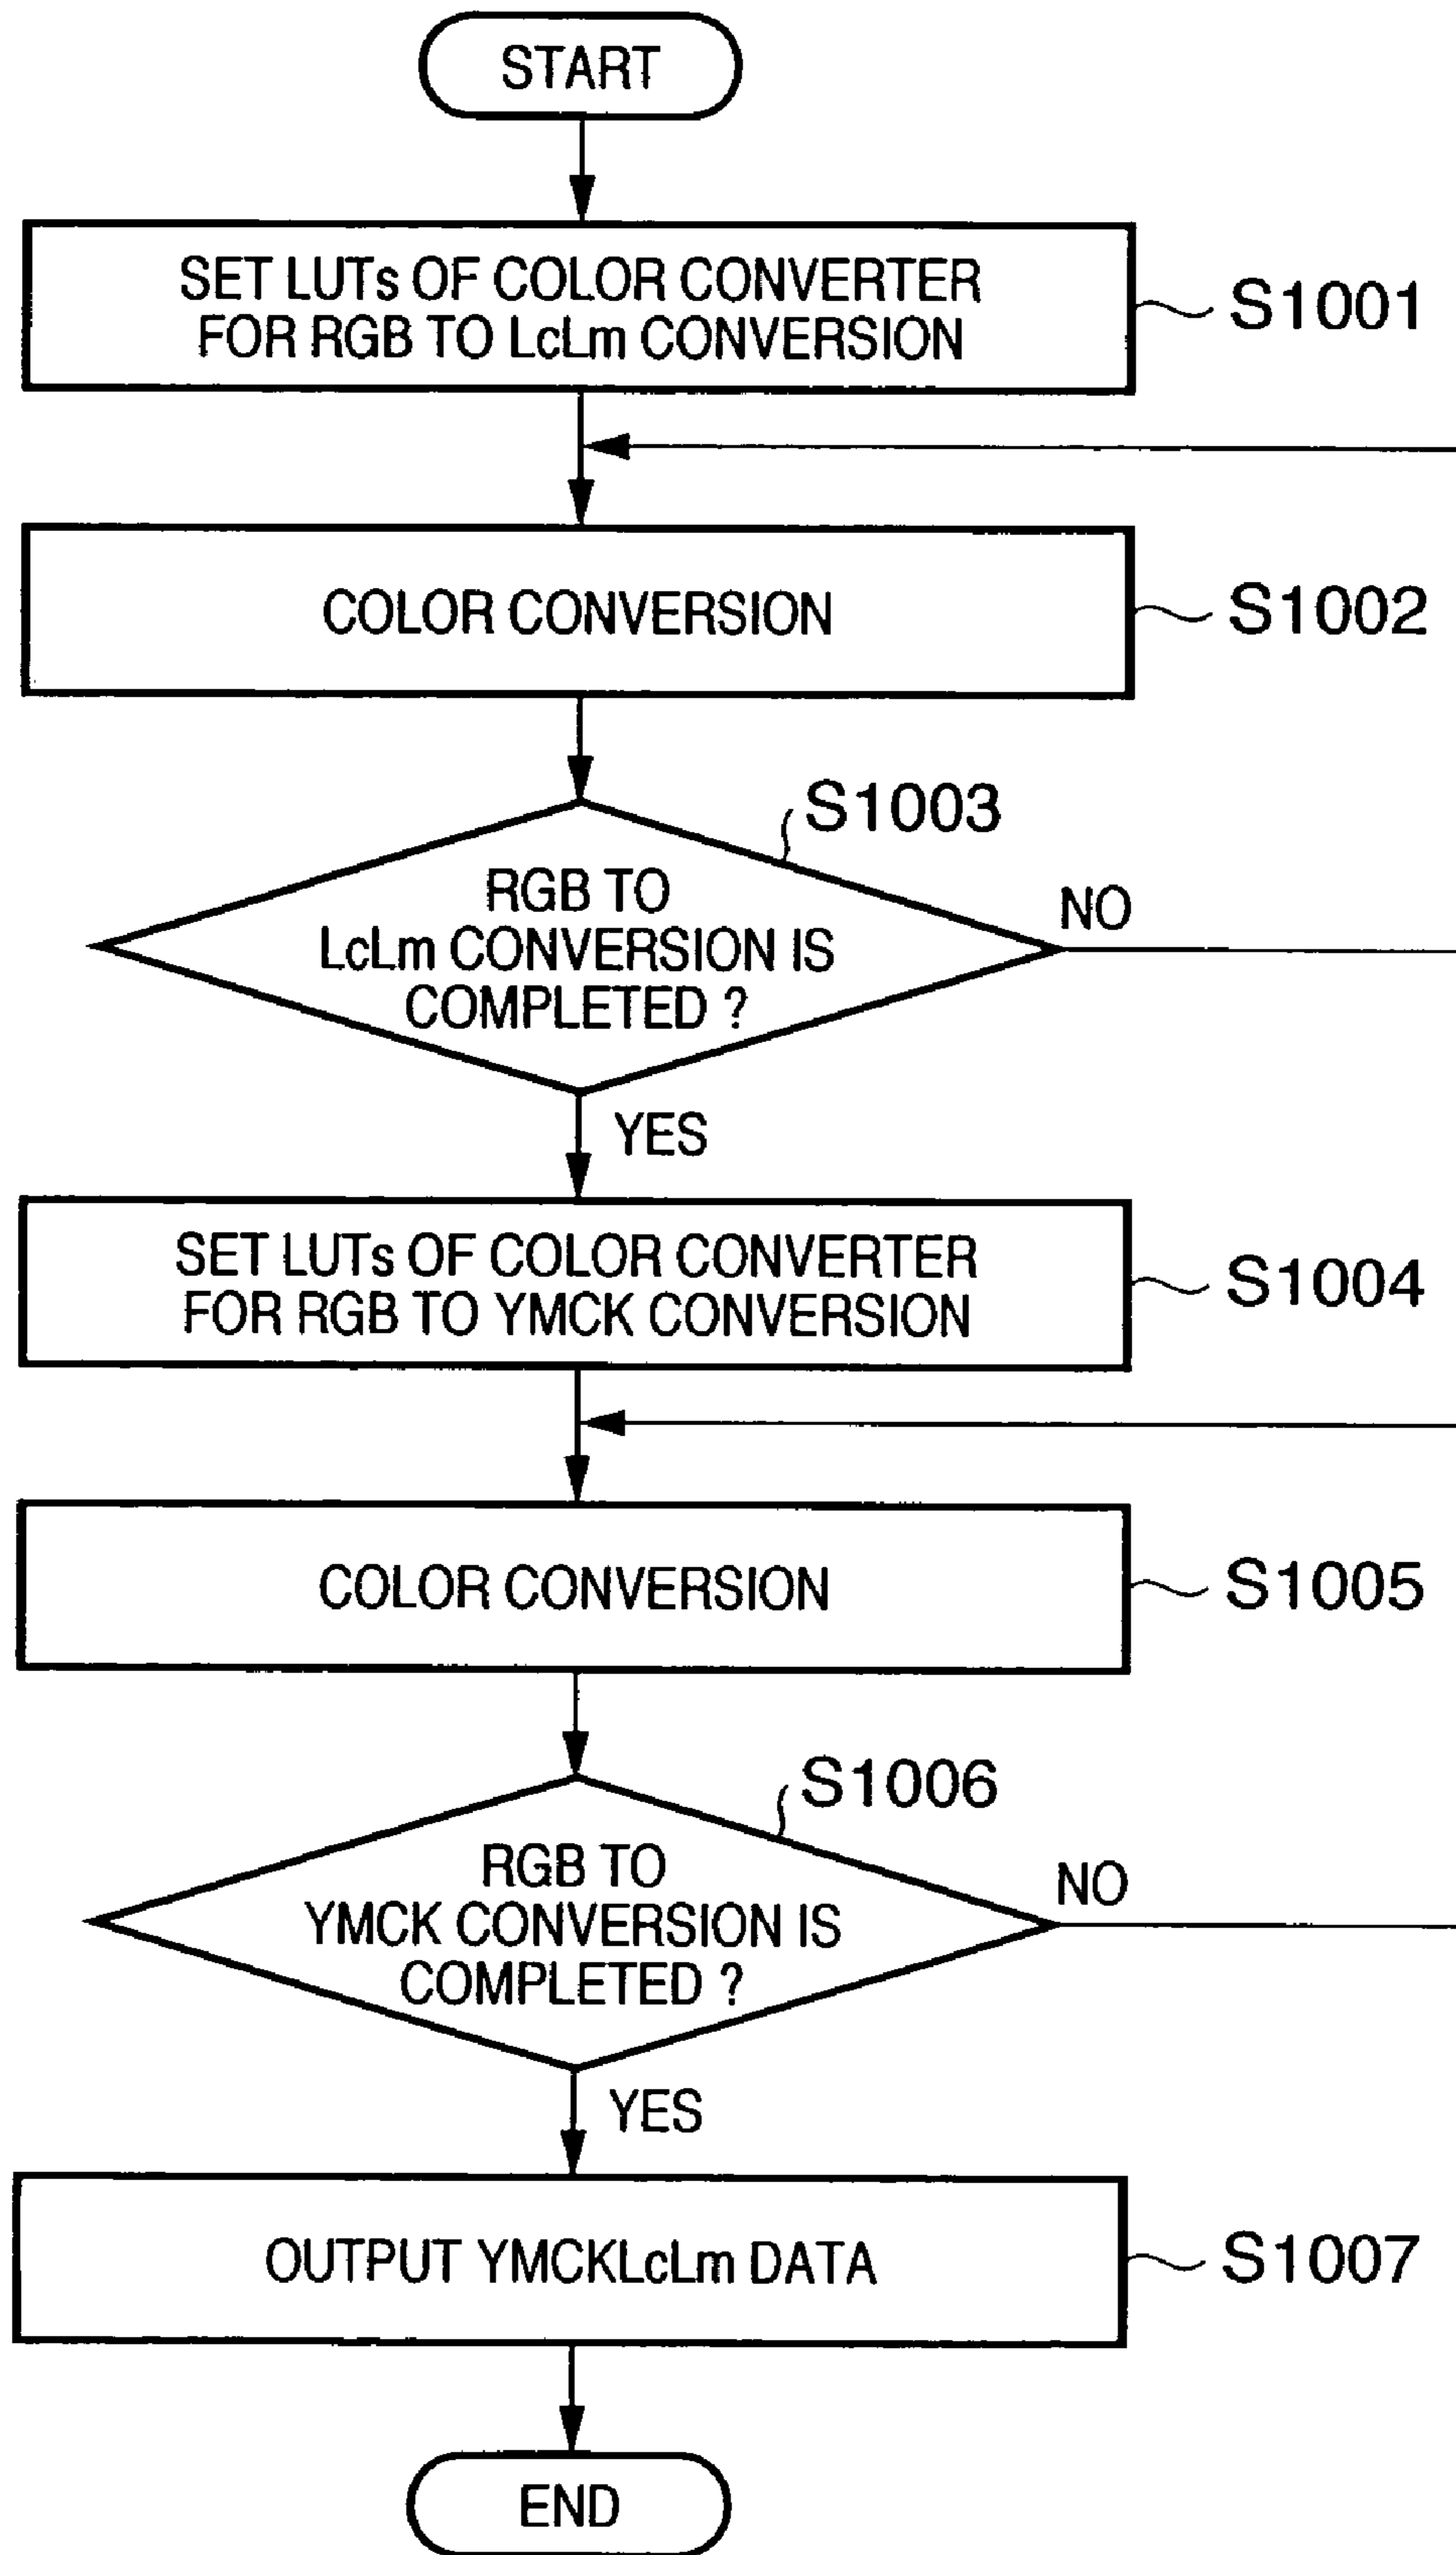 START
SET LUTs OF COLOR CONVERTER
FOR RGB TO LcLm CONVERSION
S1001
COLOR CONVERSION
S1002
S1003
RGB TO
LcLm CONVERSION IS
COMPLETED ?
NO
YES
SET LUTs OF COLOR CONVERTER
FOR RGB TO YMCK CONVERSION
S1004
COLOR CONVERSION
S1005
S1006
RGB TO
YMCK CONVERSION IS
COMPLETED ?
NO
YES
OUTPUT YMCKLcLm DATA
S1007
END